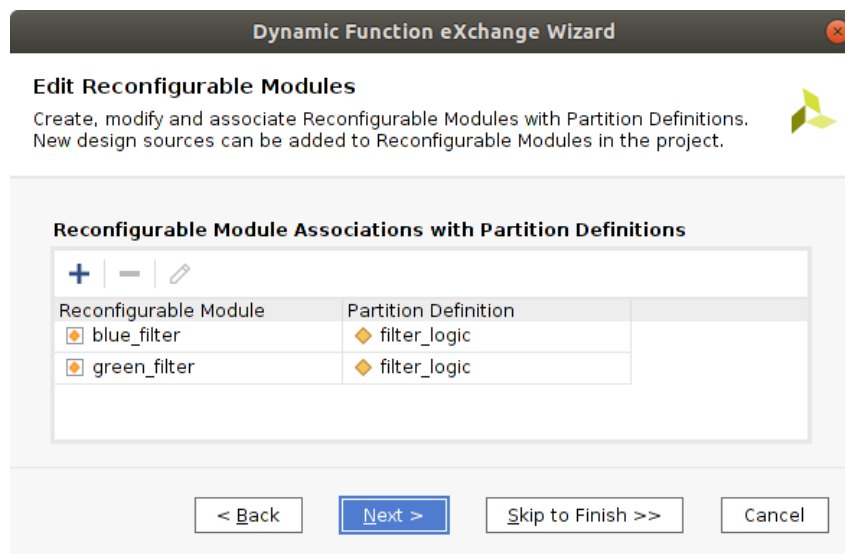 Dynamic Function eXchange Wizard
Edit Reconfigurable Modules
Create, modify and associate Reconfigurable Modules with Partition Definitions.
New design sources can be added to Reconfigurable Modules in the project.
Reconfigurable Module Associations with Partition Definitions
Reconfigurable Module Partition Definition
blue_filter filter_logic
green_filter filter_logic
< Back Next > Skip to Finish >> Cancel